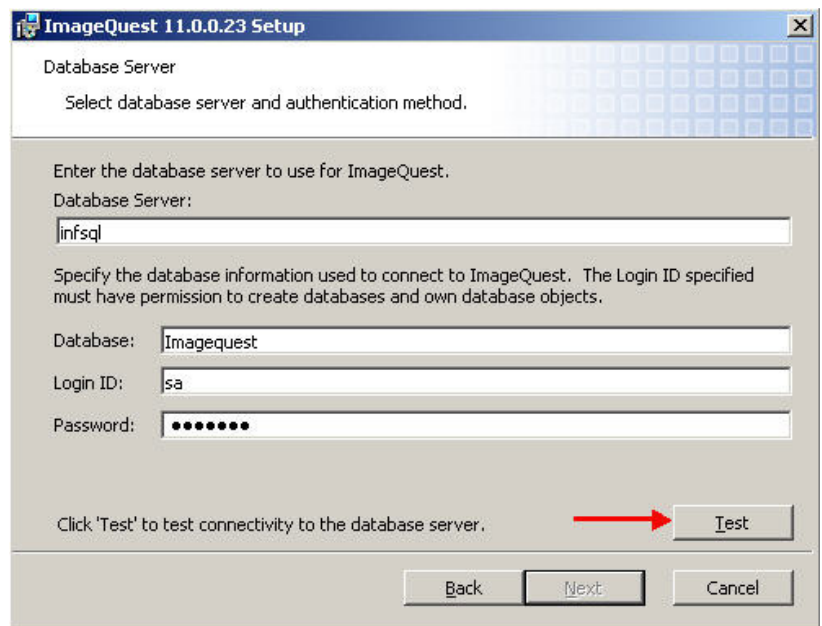 ImageQuest 11.0.0.23 Setup
Database Server
Select database server and authentication method.
Enter the database server to use for ImageQuest.
Database Server:
infsql
Specify the database information used to connect to ImageQuest. The Login ID specified
must have permission to create databases and own database objects.
Database: Imagequest
Login ID: sa
Password: ●●●●●●●
Click 'Test' to test connectivity to the database server. Test
Back Next Cancel